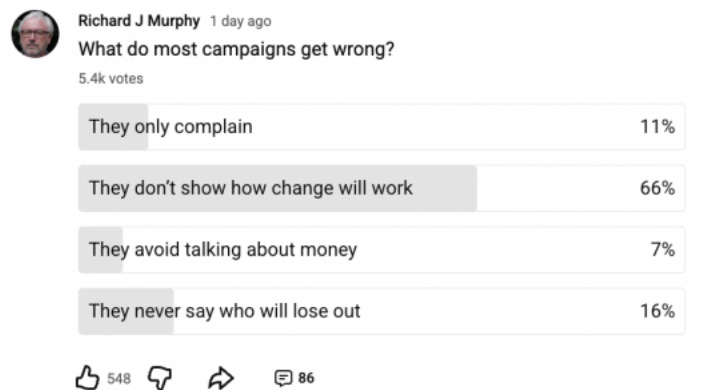 Richard J Murphy 1 day ago
What do most campaigns get wrong?
5.4k votes
They only complain 11%
They don't show how change will work 66%
They avoid talking about money 7%
They never say who will lose out 16%
548 86